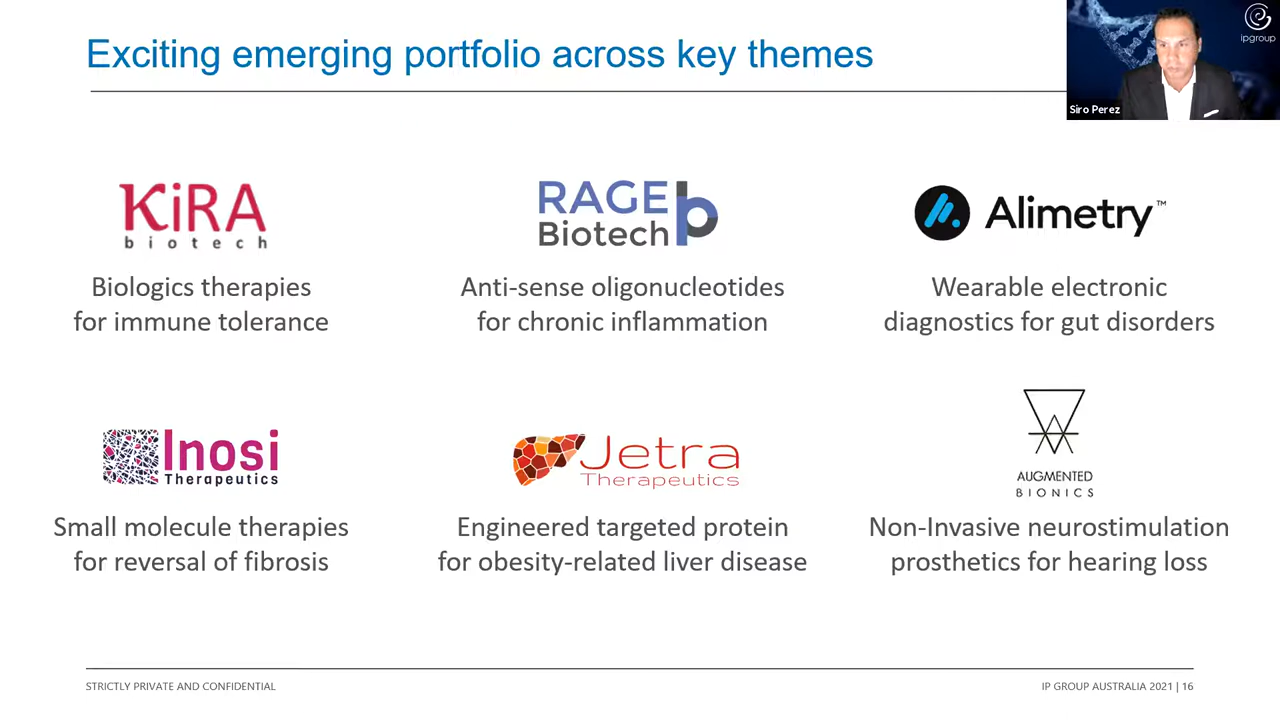 Exciting emerging portfolio across key themes
ipgroup
Siro Perez
KiRA
biotech
Biologics therapies
for immune tolerance
RAGE
Biotech
Anti-sense oligonucleotides
for chronic inflammation
Alimetry™
Wearable electronic
diagnostics for gut disorders
Inosi
Therapeutics
Small molecule therapies
for reversal of fibrosis
Jetra
Therapeutics
Engineered targeted protein
for obesity-related liver disease
AUGMENTED
BIONICS
Non-Invasive neurostimulation
prosthetics for hearing loss
STRICTLY PRIVATE AND CONFIDENTIAL
IP GROUP AUSTRALIA 2021 | 16